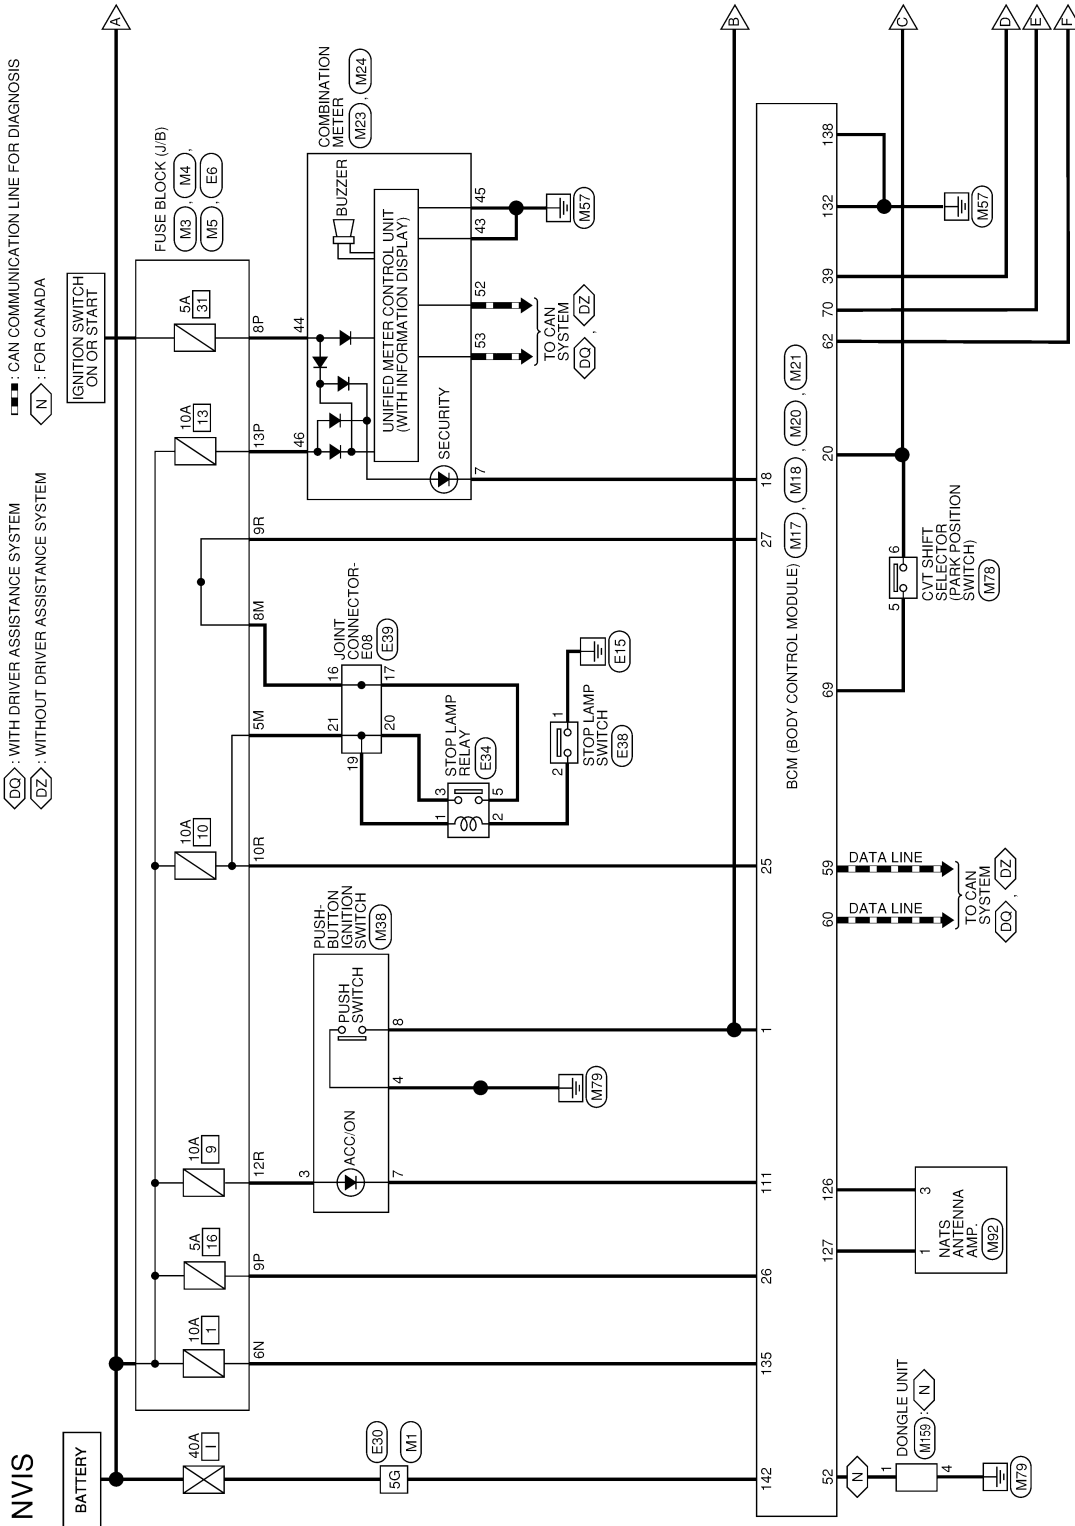 NVIS
DQ : WITH DRIVER ASSISTANCE SYSTEM
DZ : WITHOUT DRIVER ASSISTANCE SYSTEM
: CAN COMMUNICATION LINE FOR DIAGNOSIS
N : FOR CANADA
BATTERY
IGNITION SWITCH
ON OR START
A
FUSE BLOCK (J/B)
M3 , M4 ,
M5 , E6
40A
I
10A
1
5A
16
10A
9
10A
10
10A
13
5A
31
6N
9P
12R
10R
5M
8M
9R
13P
8P
5G
E30
M1
PUSH-
BUTTON
IGNITION
SWITCH
M38
ACC/ON
PUSH
SWITCH
3
7
4
8
M79
JOINT
CONNECTOR-
E08
E39
19
21
16
20
17
STOP LAMP
RELAY
E34
1
3
2
5
STOP LAMP
SWITCH
E38
2
1
E15
COMBINATION
METER
M23 , M24
BUZZER
UNIFIED METER CONTROL UNIT
(WITH INFORMATION DISPLAY)
SECURITY
46
44
7
53
52
43
45
TO CAN
SYSTEM
DQ , DZ
M57
B
142
135
26
111
1
25
27
18
BCM (BODY CONTROL MODULE)
M17 , M18 , M20 , M21
52
127
126
60
59
69
20
62
70
39
132
138
N
1
4
DONGLE UNIT
M159 : N
M79
1
3
NATS
ANTENNA
AMP.
M92
DATA LINE
DATA LINE
TO CAN
SYSTEM
DQ , DZ
5
6
CVT SHIFT
SELECTOR
(PARK POSITION
SWITCH)
M78
M57
C
D
E
F